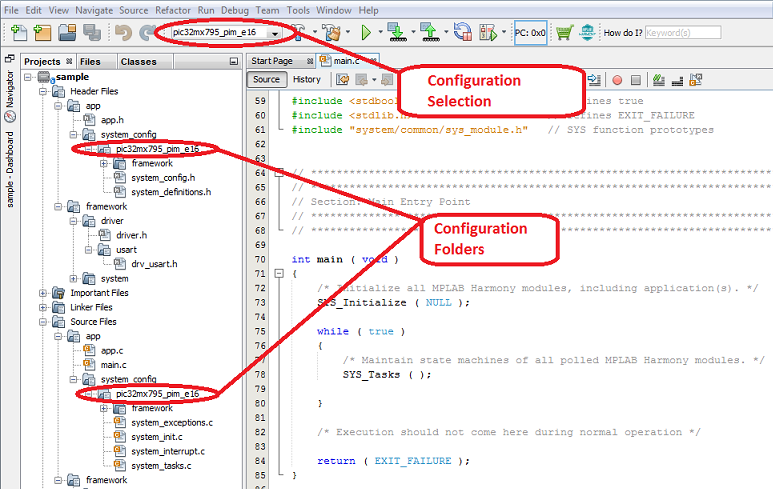 File Edit View Navigate Source Refactor Run Debug Team Tools Window Help
pic32mx795_pim_e16
PC: 0x0
How do I?
Keyword(s)
Projects
Files
Classes
Navigator
sample - Dashboard
sample
Header Files
app
app.h
system_config
pic32mx795_pim_e16
framework
system_config.h
system_definitions.h
framework
driver
driver.h
usart
drv_usart.h
system
Important Files
Linker Files
Source Files
app
app.c
main.c
system_config
pic32mx795_pim_e16
framework
system_exceptions.c
system_init.c
system_interrupt.c
system_tasks.c
framework
Start Page
main.c
Source
History
Configuration
Selection
59 #include <stdbool ines true
60 #include <stdlib.h efines EXIT_FAILURE
61 #include "system/common/sys_module.h" // SYS function prototypes
62
63
64 // ****************************************************************
65 // ****************************************************************
66 // Section: Main Entry Point
67 // ****************************************************************
68 // ****************************************************************
69
70 int main ( void )
71 {
72 /* Initialize all MPLAB Harmony modules, including application(s). */
73 SYS_Initialize ( NULL );
74
75 while ( true )
76 {
77 /* Maintain state machines of all polled MPLAB Harmony modules. */
78 SYS_Tasks ( );
79
80 }
81
82 /* Execution should not come here during normal operation */
83
84 return ( EXIT_FAILURE );
85 }
Configuration
Folders